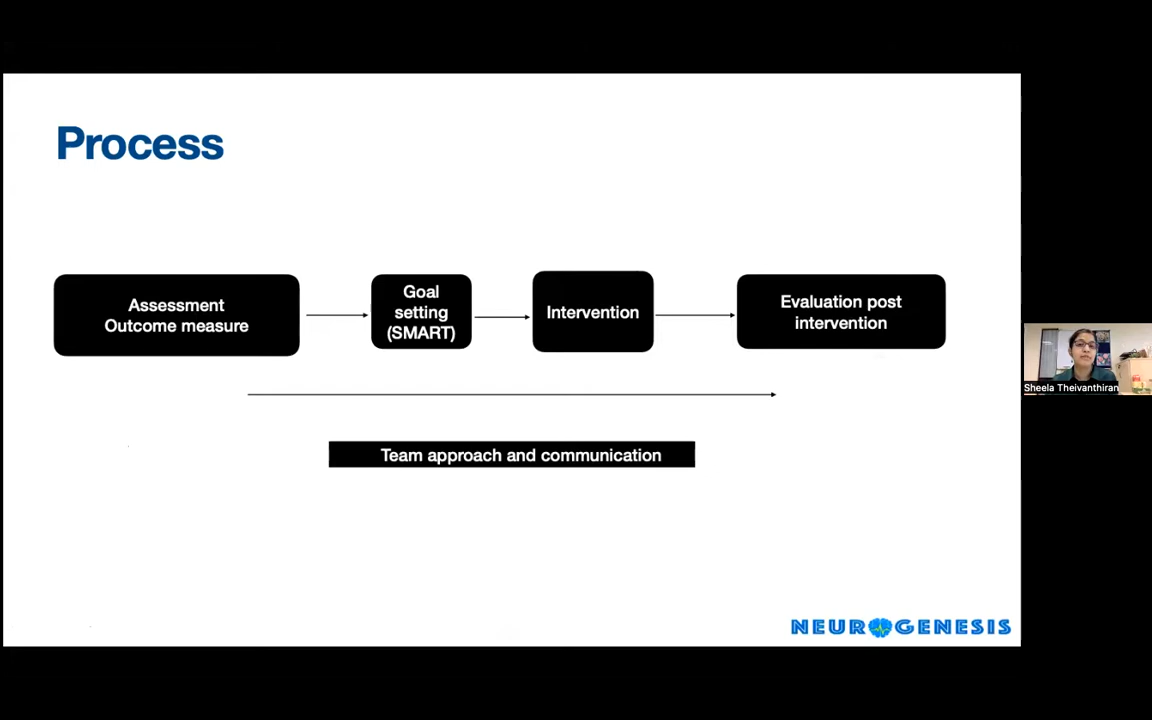 Process
Assessment
Outcome measure
Goal
setting
(SMART)
Intervention
Evaluation post
intervention
Team approach and communication
NEUROGENESIS
Sheela Theivanthiran